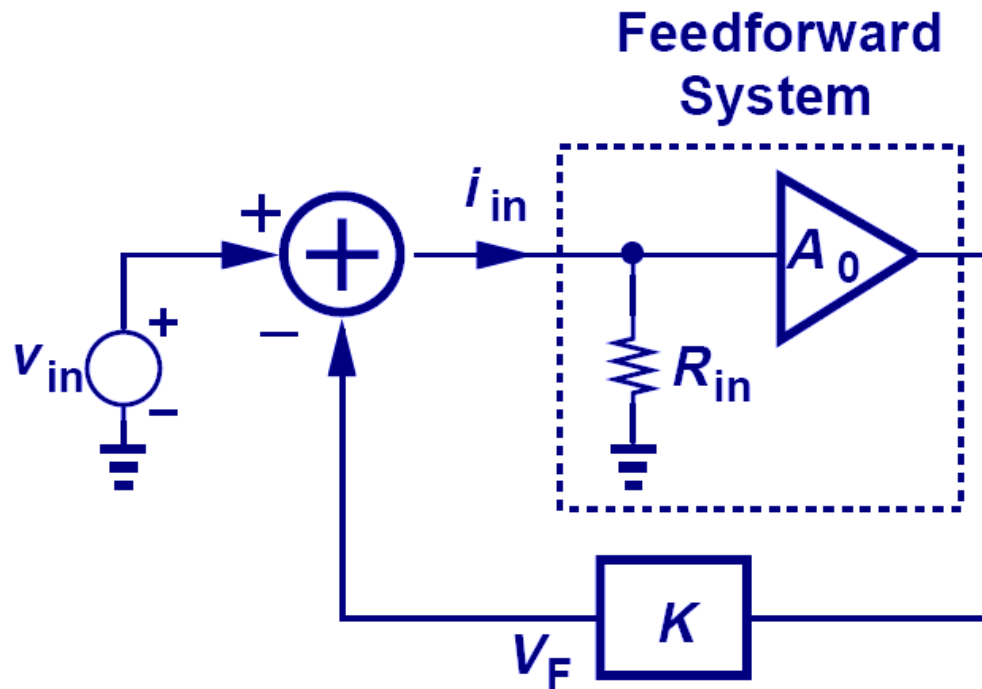 Feedforward
System
i in
+
+
−
A 0
v in
+
−
R in
K
V F